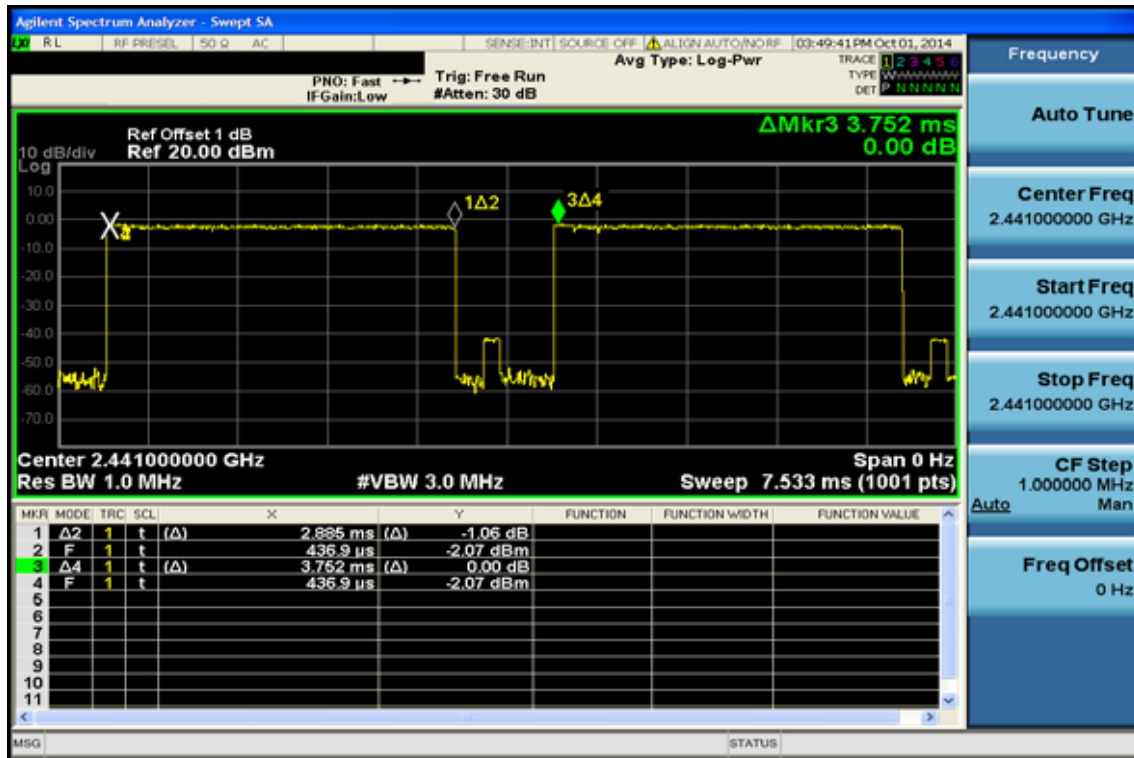 Agilent Spectrum Analyzer - Swept SA
LXI RL RF PRESEL 50 Ω AC SENSE:INT SOURCE OFF ALIGN AUTO/NORF 03:49:41PM Oct 01, 2014
Frequency
PNO: Fast
IFGain:Low
Trig: Free Run
#Atten: 30 dB
Avg Type: Log-Pwr
TRACE 1 2 3 4 5 6
TYPE W
DET P N N N N N
Auto Tune
ΔMkr3 3.752 ms
0.00 dB
Ref Offset 1 dB
10 dB/div Ref 20.00 dBm
Log
10.0
0.00
-10.0
-20.0
-30.0
-40.0
-50.0
-60.0
-70.0
1Δ2
3Δ4
Center Freq
2.441000000 GHz
Start Freq
2.441000000 GHz
Stop Freq
2.441000000 GHz
CF Step
1.000000 MHz
Auto Man
Freq Offset
0 Hz
Center 2.441000000 GHz Span 0 Hz
Res BW 1.0 MHz #VBW 3.0 MHz Sweep 7.533 ms (1001 pts)
MKR MODE TRC SCL X Y FUNCTION FUNCTION WIDTH FUNCTION VALUE
1 Δ2 1 t (Δ) 2.885 ms (Δ) -1.06 dB
2 F 1 t 436.9 µs -2.07 dBm
3 Δ4 1 t (Δ) 3.752 ms (Δ) 0.00 dB
4 F 1 t 436.9 µs -2.07 dBm
5
6
7
8
9
10
11
MSG STATUS